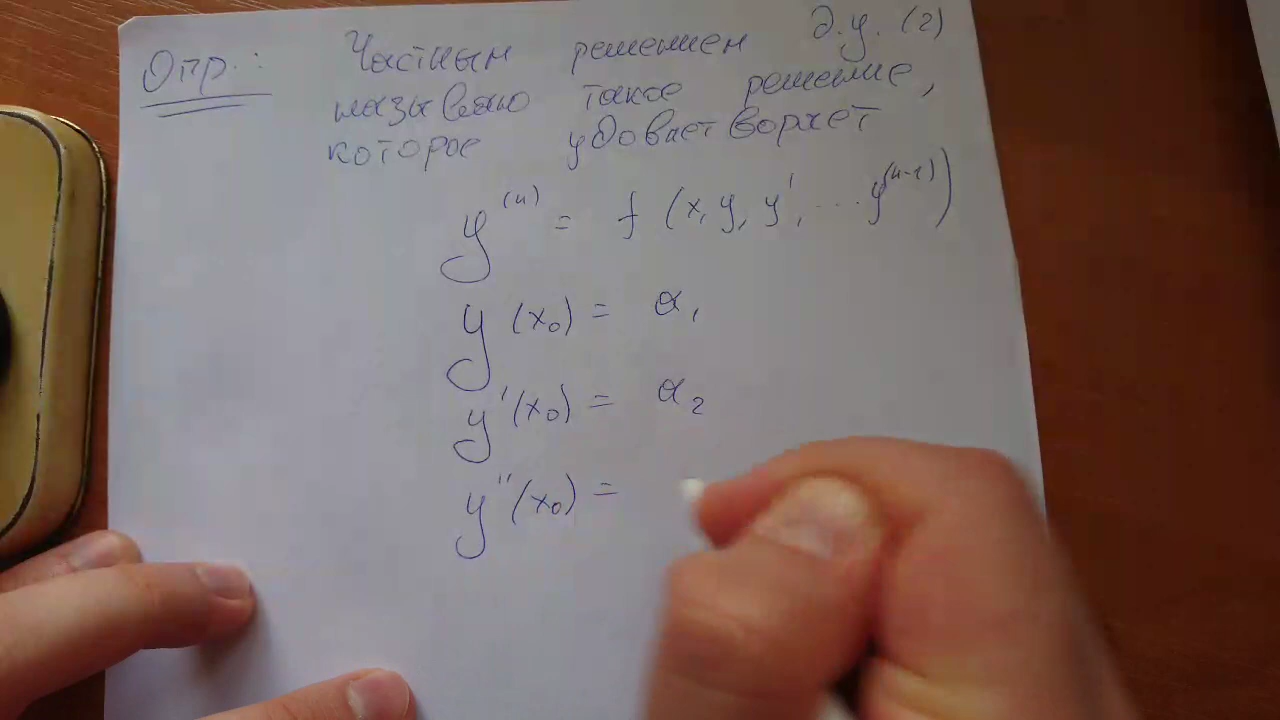 Опр.: Частным решением д.у. (2)
называют такое решение,
которое удовлетворяет
y⁽ⁿ⁾ = f (x, y, y', ... y⁽ⁿ⁻¹⁾)
y (x₀) = α₁
y'(x₀) = α₂
y''(x₀) =